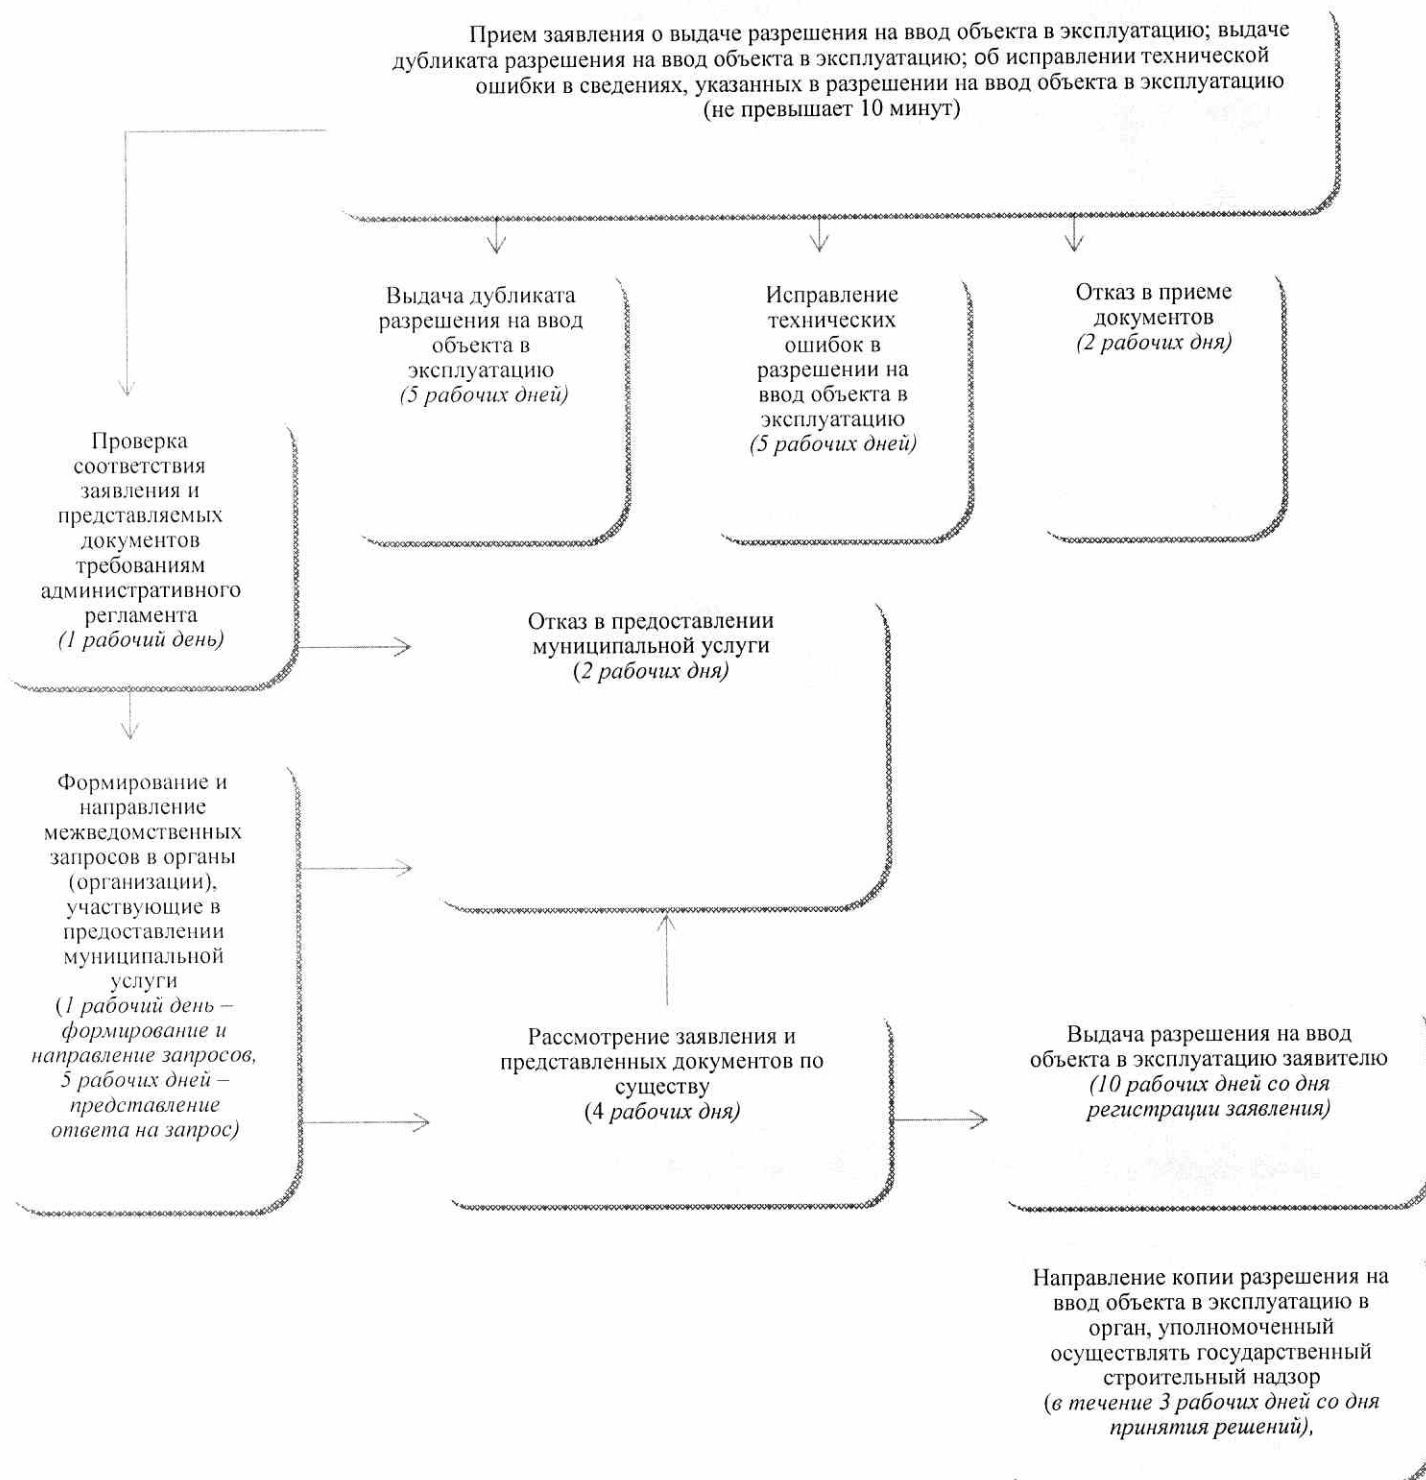 Прием заявления о выдаче разрешения на ввод объекта в эксплуатацию; выдаче
дубликата разрешения на ввод объекта в эксплуатацию; об исправлении технической
ошибки в сведениях, указанных в разрешении на ввод объекта в эксплуатацию
(не превышает 10 минут)
Выдача дубликата
разрешения на ввод
объекта в
эксплуатацию
(5 рабочих дней)
Исправление
технических
ошибок в
разрешении на
ввод объекта в
эксплуатацию
(5 рабочих дней)
Отказ в приеме
документов
(2 рабочих дня)
Проверка
соответствия
заявления и
представляемых
документов
требованиям
административного
регламента
(1 рабочий день)
Отказ в предоставлении
муниципальной услуги
(2 рабочих дня)
Формирование и
направление
межведомственных
запросов в органы
(организации),
участвующие в
предоставлении
муниципальной
услуги
(1 рабочий день –
формирование и
направление запросов,
5 рабочих дней –
представление
ответа на запрос)
Рассмотрение заявления и
представленных документов по
существу
(4 рабочих дня)
Выдача разрешения на ввод
объекта в эксплуатацию заявителю
(10 рабочих дней со дня
регистрации заявления)
Направление копии разрешения на
ввод объекта в эксплуатацию в
орган, уполномоченный
осуществлять государственный
строительный надзор
(в течение 3 рабочих дней со дня
принятия решений),